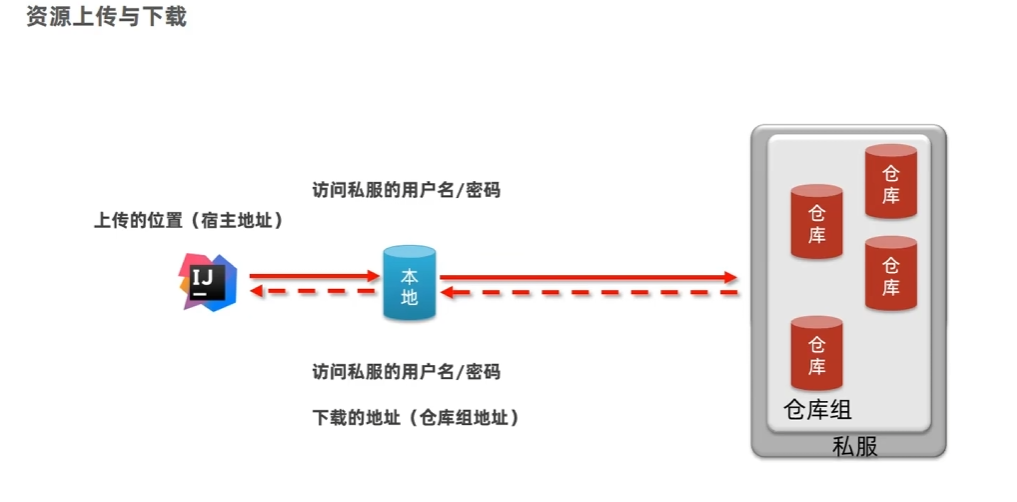 资源上传与下载
访问私服的用户名/密码
上传的位置（宿主地址）
IJ
本
地
仓
库
仓
库
仓
库
仓
库
访问私服的用户名/密码
下载的地址（仓库组地址）
仓库组
私服